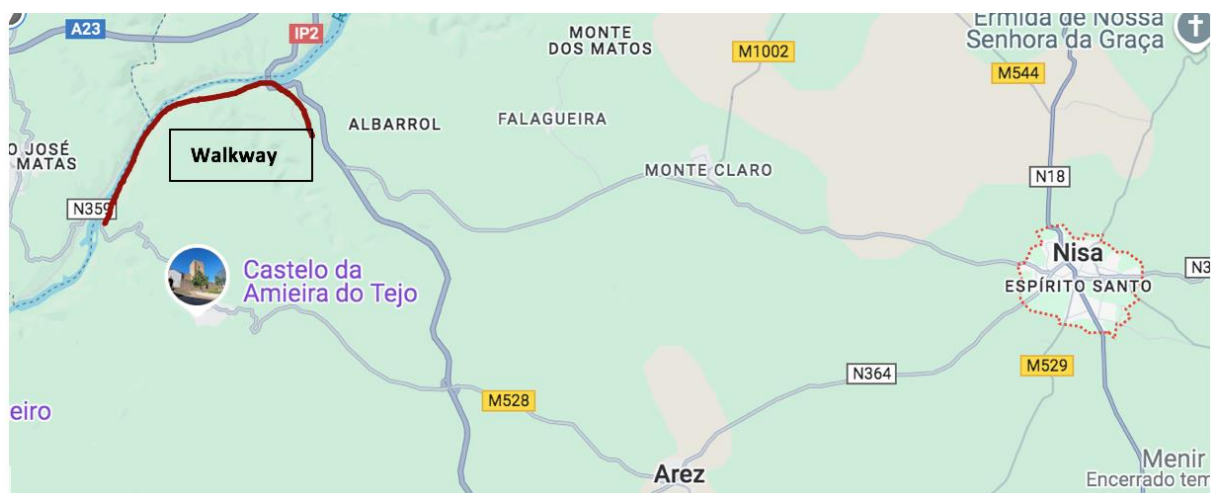 A23
IP2
MONTE
DOS MATOS
M1002
Ermida de Nossa
Senhora da Graça
M544
ALBARROL
FALAGUEIRA
O JOSÉ
MATAS
Walkway
MONTE CLARO
N18
N359
Nisa
N3
ESPÍRITO SANTO
Castelo da
Amieira do Tejo
N364
M529
M528
eiro
Arez
Menir
Encerrado tem